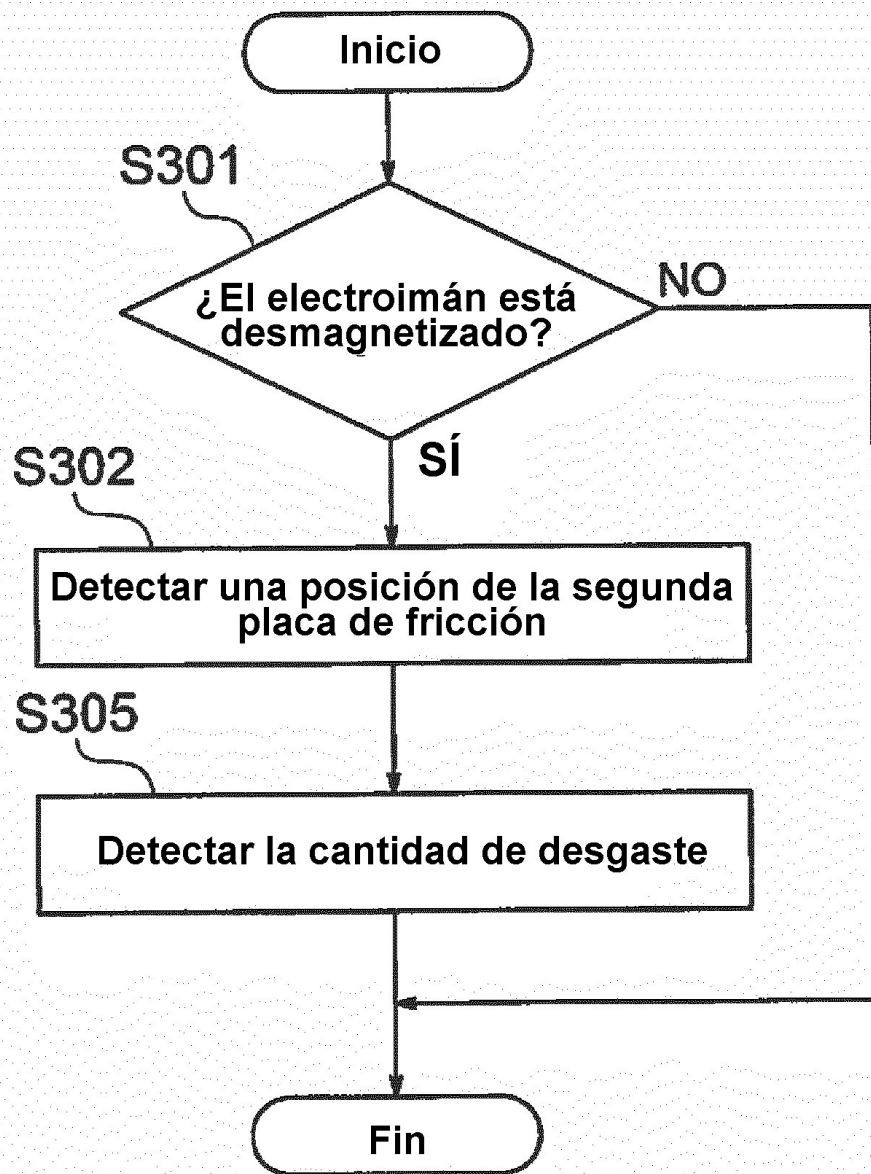 Inicio
S301
¿El electroimán está
desmagnetizado?
NO
SÍ
S302
Detectar una posición de la segunda
placa de fricción
S305
Detectar la cantidad de desgaste
Fin